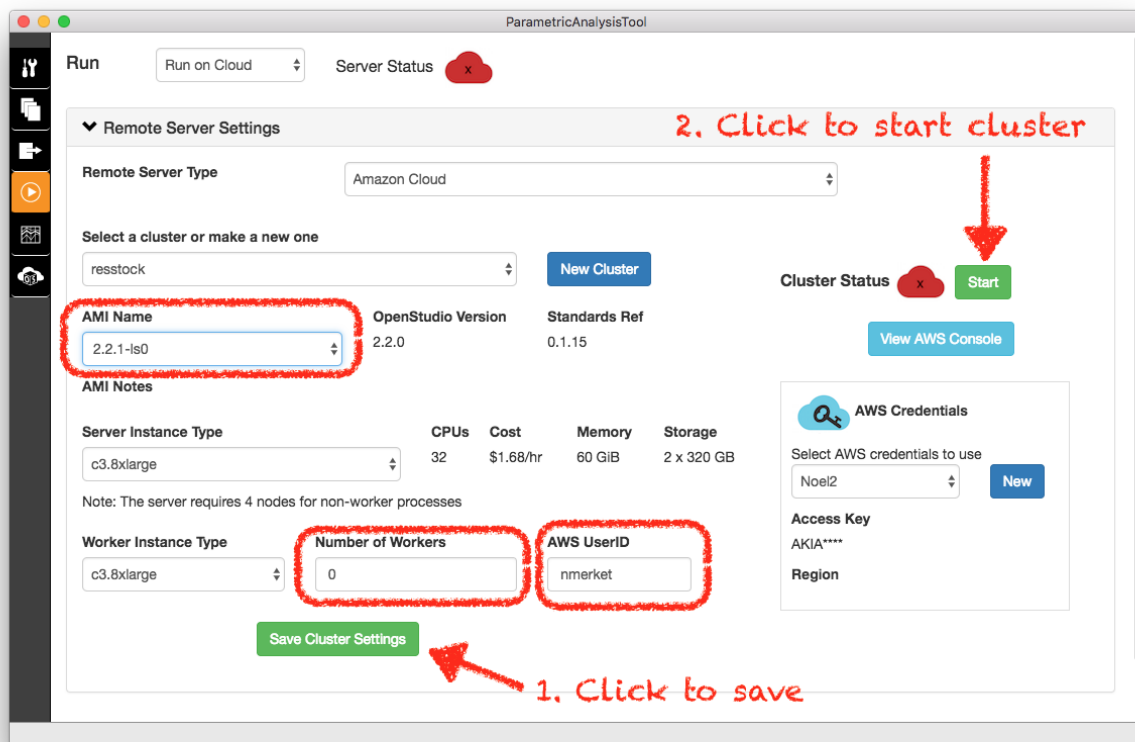 ParametricAnalysisTool
Run
Run on Cloud
Server Status
x
Remote Server Settings
2. Click to start cluster
Remote Server Type
Amazon Cloud
Select a cluster or make a new one
resstock
New Cluster
Cluster Status
x
Start
AMI Name
OpenStudio Version
Standards Ref
2.2.1-ls0
2.2.0
0.1.15
View AWS Console
AMI Notes
AWS Credentials
Server Instance Type
CPUs
Cost
Memory
Storage
c3.8xlarge
32
$1.68/hr
60 GiB
2 x 320 GB
Select AWS credentials to use
Noel2
New
Note: The server requires 4 nodes for non-worker processes
Access Key
AKIA****
Worker Instance Type
Number of Workers
AWS UserID
c3.8xlarge
0
nmerket
Region
Save Cluster Settings
1. Click to save